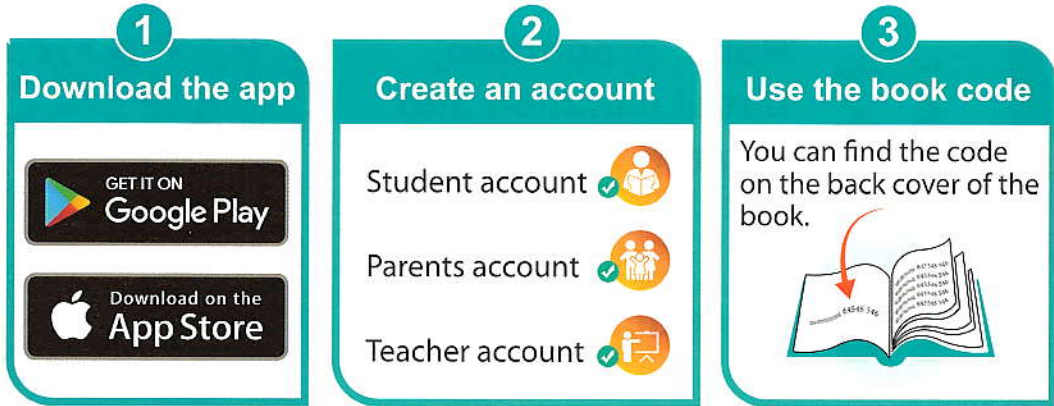 1
Download the app
GET IT ON
Google Play
Download on the
App Store
2
Create an account
Student account
Parents account
Teacher account
3
Use the book code
You can find the code
on the back cover of the
book.